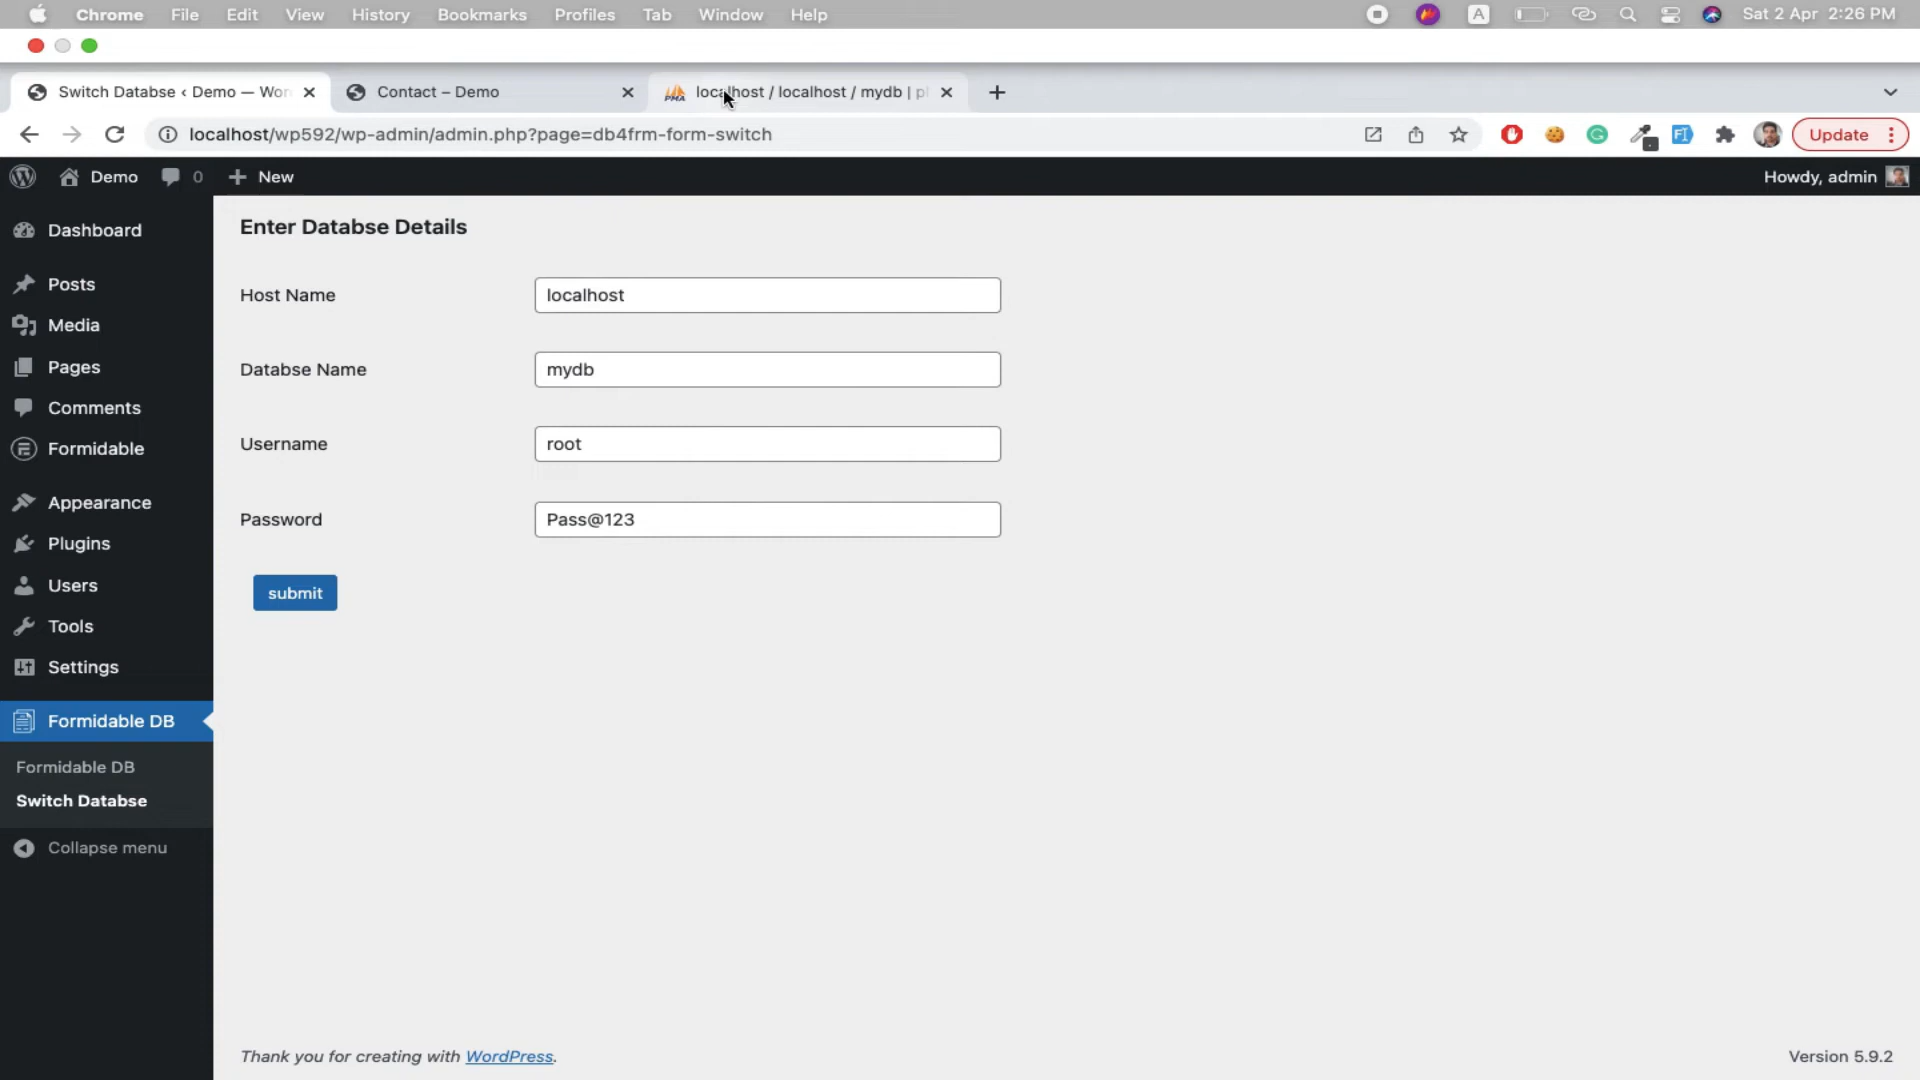 Chrome File Edit View History Bookmarks Profiles Tab Window Help A Sat 2 Apr 2:26 PM
Switch Databse ‹ Demo — Wor Contact – Demo PMA localhost / localhost / mydb | p
localhost/wp592/wp-admin/admin.php?page=db4frm-form-switch Update
Demo 0 New Howdy, admin
Dashboard
Posts
Media
Pages
Comments
Formidable
Appearance
Plugins
Users
Tools
Settings
Formidable DB
Formidable DB
Switch Databse
Collapse menu
Enter Databse Details
Host Name localhost
Databse Name mydb
Username root
Password Pass@123
submit
Thank you for creating with WordPress.
Version 5.9.2